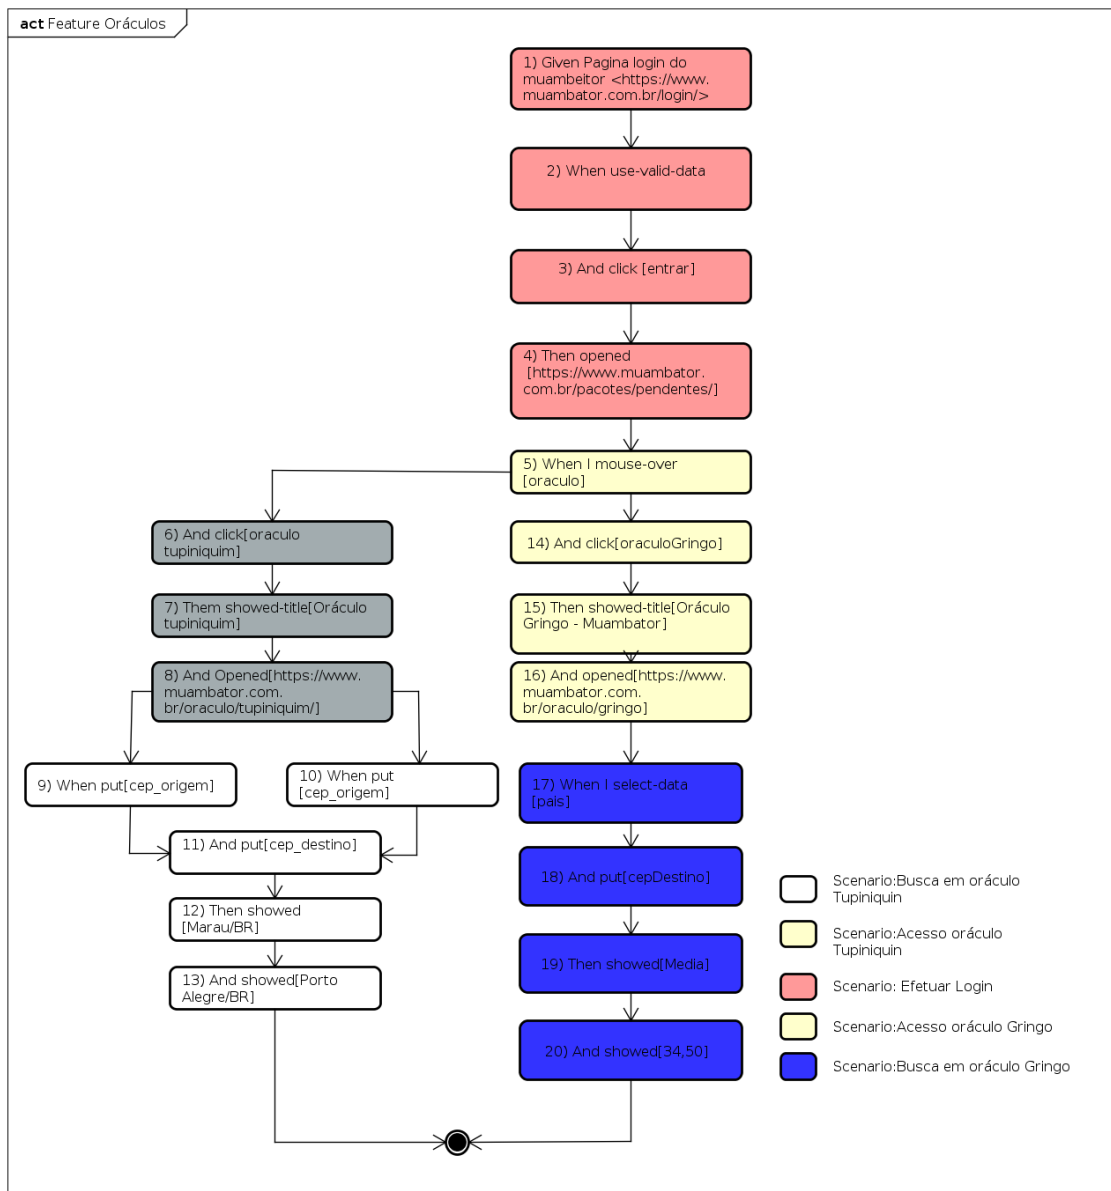 act Feature Oráculos
1) Given Pagina login do
muambeitor <https://www.
muambator.com.br/login/>
2) When use-valid-data
3) And click [entrar]
4) Then opened
[https://www.muambator.
com.br/pacotes/pendentes/]
5) When I mouse-over
[oraculo]
6) And click[oraculo
tupiniquim]
14) And click[oraculoGringo]
7) Them showed-title[Oráculo
tupiniquim]
15) Then showed-title[Oráculo
Gringo - Muambator]
8) And Opened[https://www.
muambator.com.
br/oraculo/tupiniquim/]
16) And opened[https://www.
muambator.com.
br/oraculo/gringo]
9) When put[cep_origem]
10) When put
[cep_origem]
17) When I select-data
[pais]
11) And put[cep_destino]
18) And put[cepDestino]
12) Then showed
[Marau/BR]
19) Then showed[Media]
13) And showed[Porto
Alegre/BR]
20) And showed[34,50]
Scenario:Busca em oráculo
Tupiniquin
Scenario:Acesso oráculo
Tupiniquin
Scenario: Efetuar Login
Scenario:Acesso oráculo Gringo
Scenario:Busca em oráculo Gringo